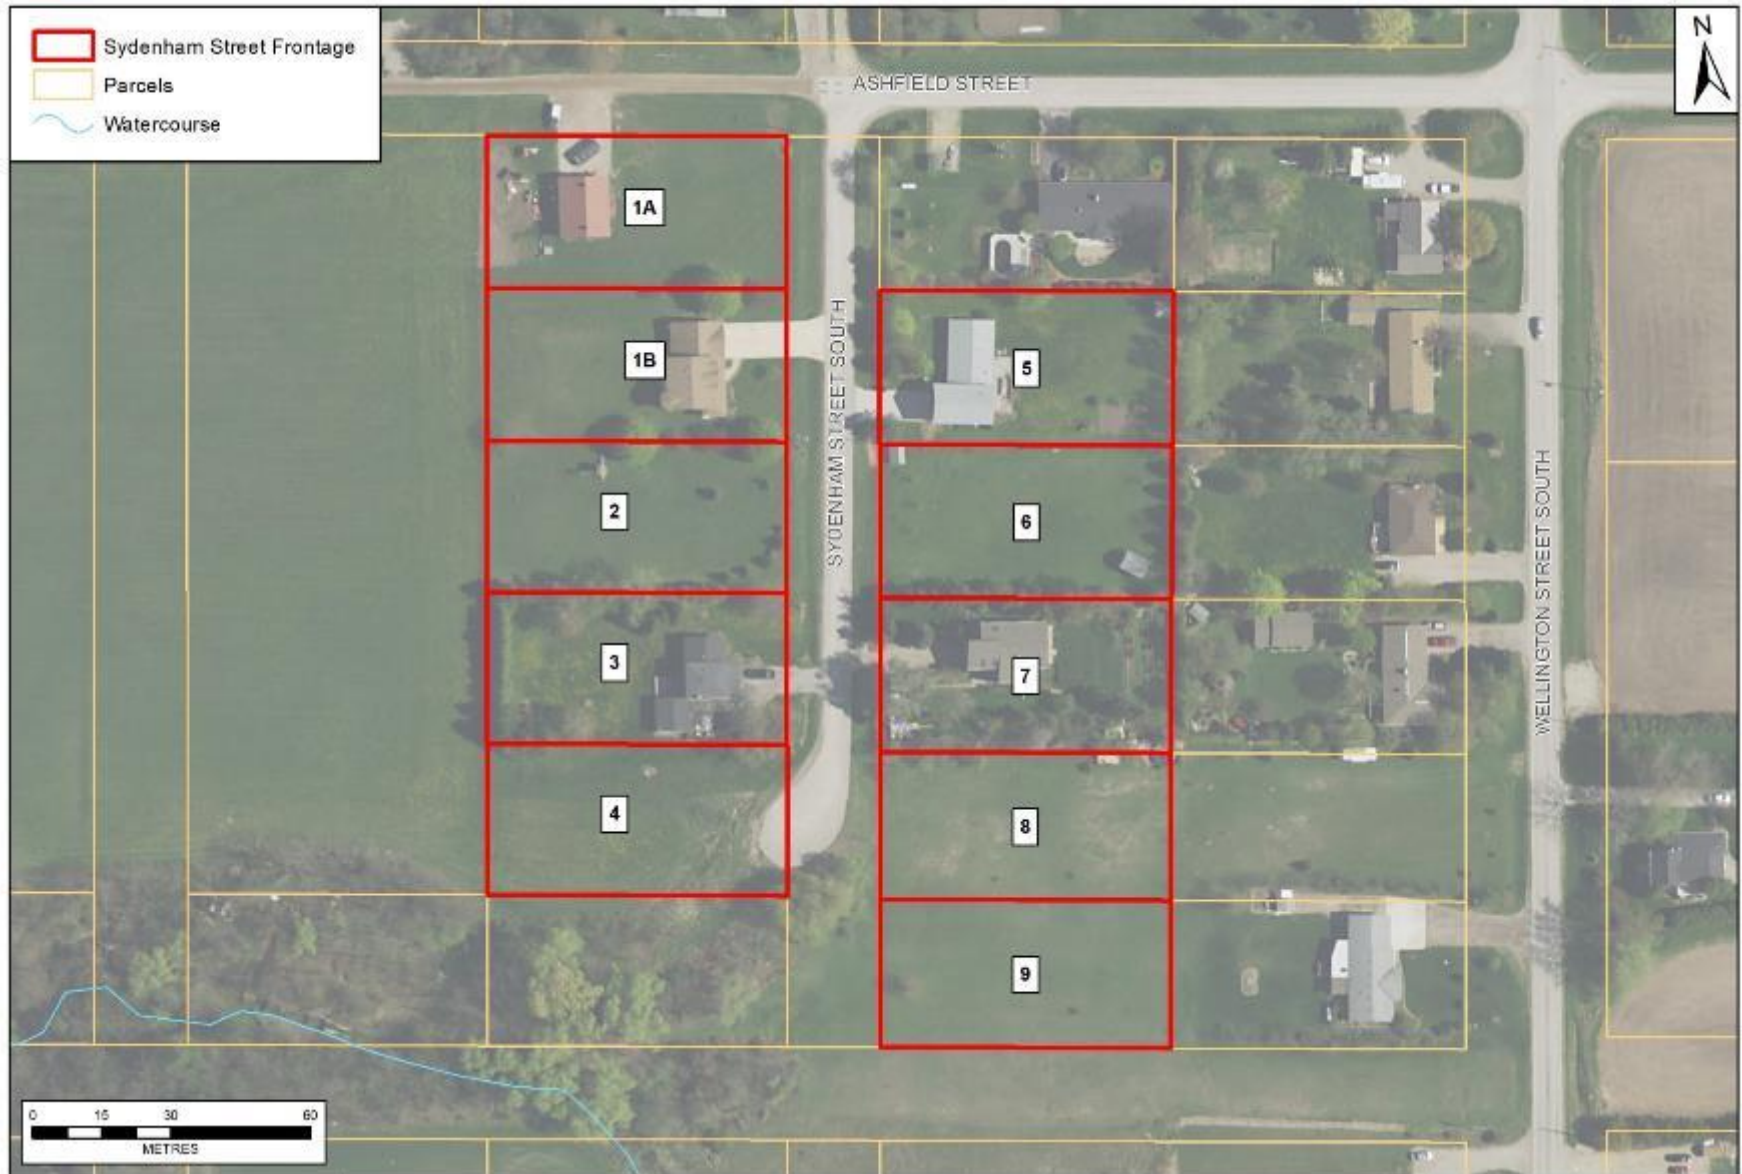 Sydenham Street Frontage
Parcels
Watercourse
N
ASHFIELD STREET
1A
1B
SYDENHAM STREET SOUTH
5
2
6
WELLINGTON STREET SOUTH
3
7
4
8
9
0 15 30 60
METRES